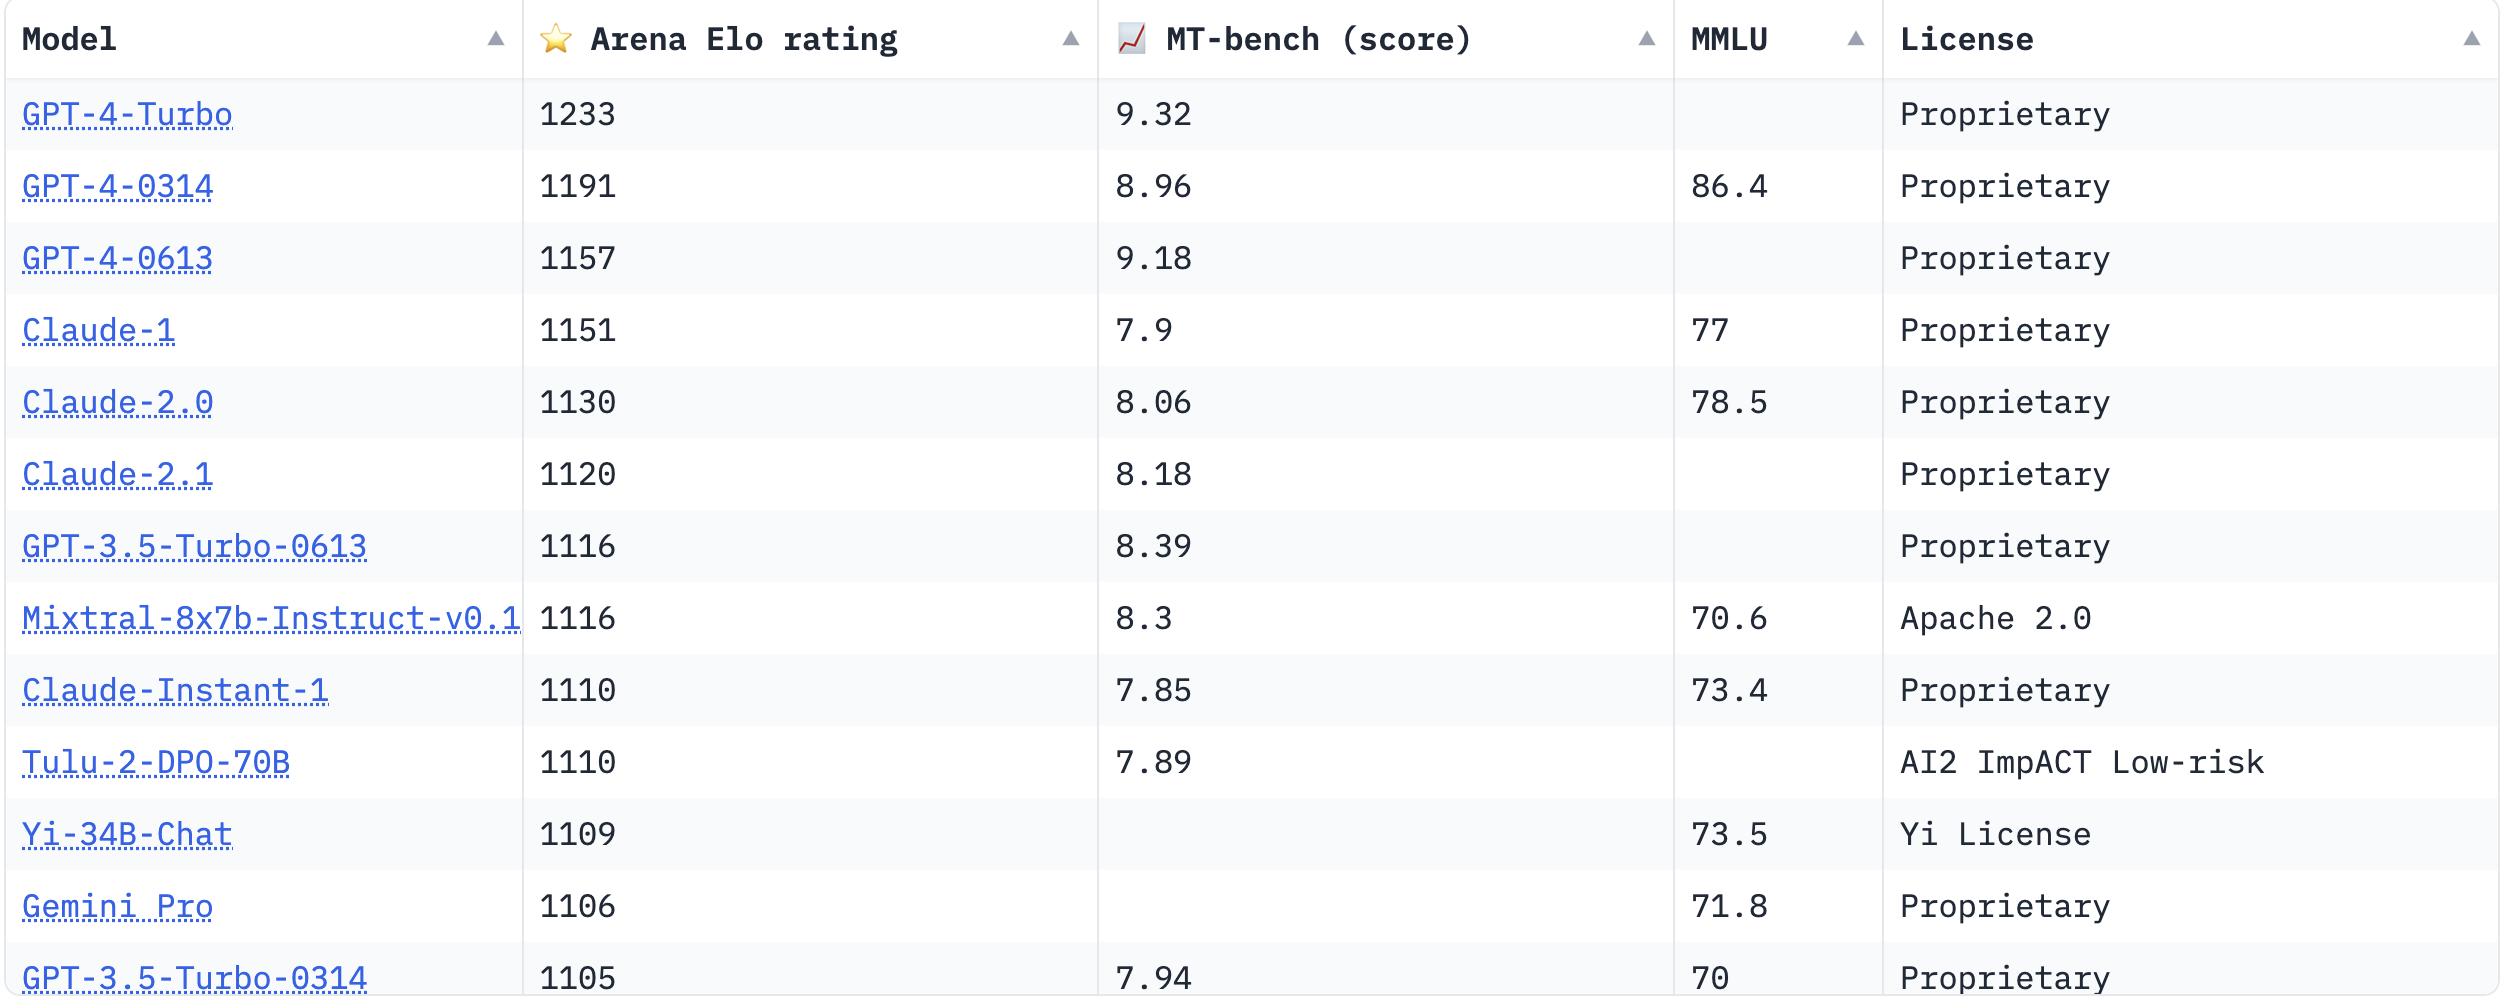 Model ▲ ⭐ Arena Elo rating ▲ 📈 MT-bench (score) ▲ MMLU ▲ License ▲
GPT-4-Turbo 1233 9.32 Proprietary
GPT-4-0314 1191 8.96 86.4 Proprietary
GPT-4-0613 1157 9.18 Proprietary
Claude-1 1151 7.9 77 Proprietary
Claude-2.0 1130 8.06 78.5 Proprietary
Claude-2.1 1120 8.18 Proprietary
GPT-3.5-Turbo-0613 1116 8.39 Proprietary
Mixtral-8x7b-Instruct-v0.1 1116 8.3 70.6 Apache 2.0
Claude-Instant-1 1110 7.85 73.4 Proprietary
Tulu-2-DPO-70B 1110 7.89 AI2 ImpACT Low-risk
Yi-34B-Chat 1109 73.5 Yi License
Gemini Pro 1106 71.8 Proprietary
GPT-3.5-Turbo-0314 1105 7.94 70 Proprietary